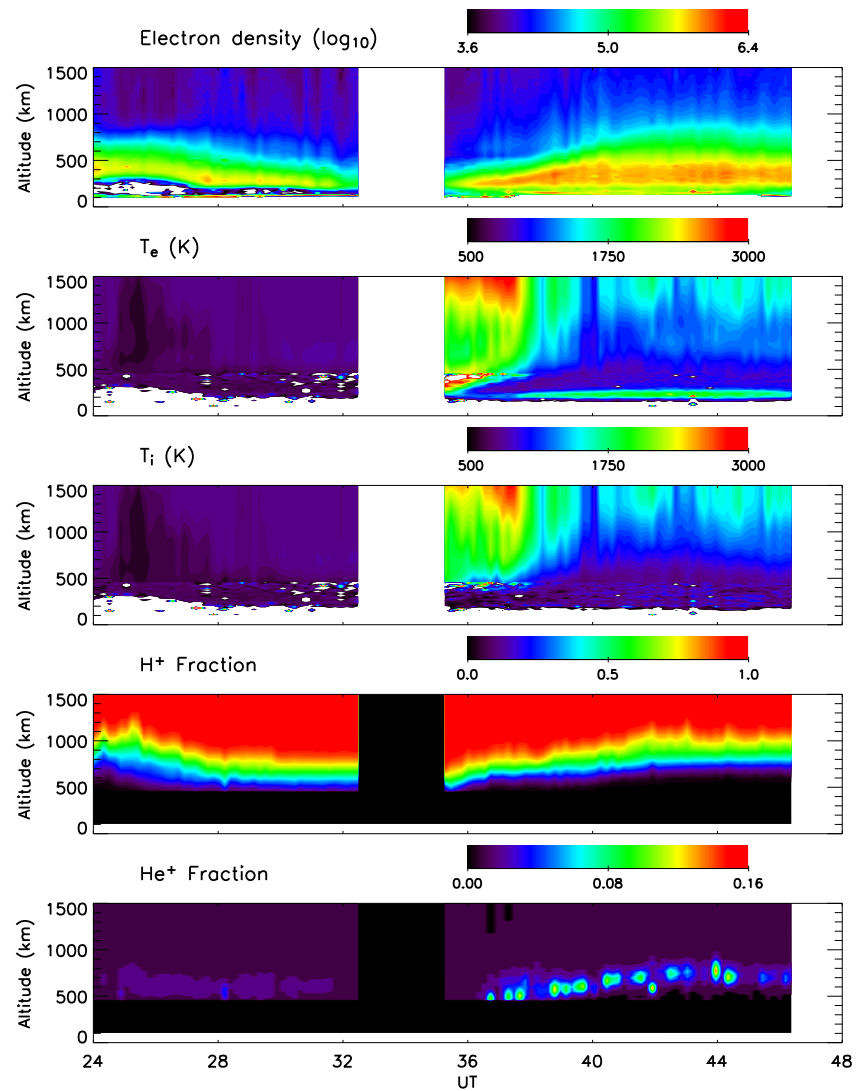 Electron density (log10)
3.6 5.0 6.4
Altitude (km)
1500
1000
500
0
Te (K)
500 1750 3000
Altitude (km)
1500
1000
500
0
Ti (K)
500 1750 3000
Altitude (km)
1500
1000
500
0
H+ Fraction
0.0 0.5 1.0
Altitude (km)
1500
1000
500
0
He+ Fraction
0.00 0.08 0.16
Altitude (km)
1500
1000
500
0
24 28 32 36 40 44 48
UT